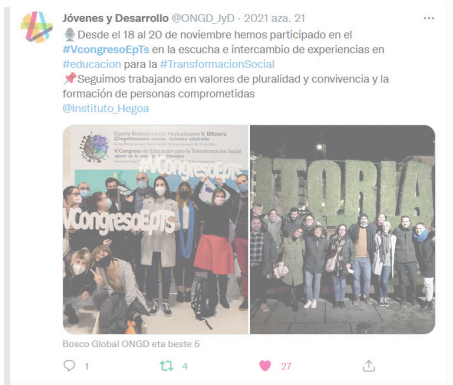 Jóvenes y Desarrollo @ONGD_JyD · 2021 aza. 21
Desde el 18 al 20 de noviembre hemos participado en el
#VcongresoEpTs en la escucha e intercambio de experiencias en
#educacion para la #TransformacionSocial
Seguimos trabajando en valores de pluralidad y convivencia y la
formación de personas comprometidas
@Instituto_Hegoa
V Congreso de Educación para la Transformación Social
VCongresoEpTS
ITORIA
Bosco Global ONGD eta beste 5
1 4 27